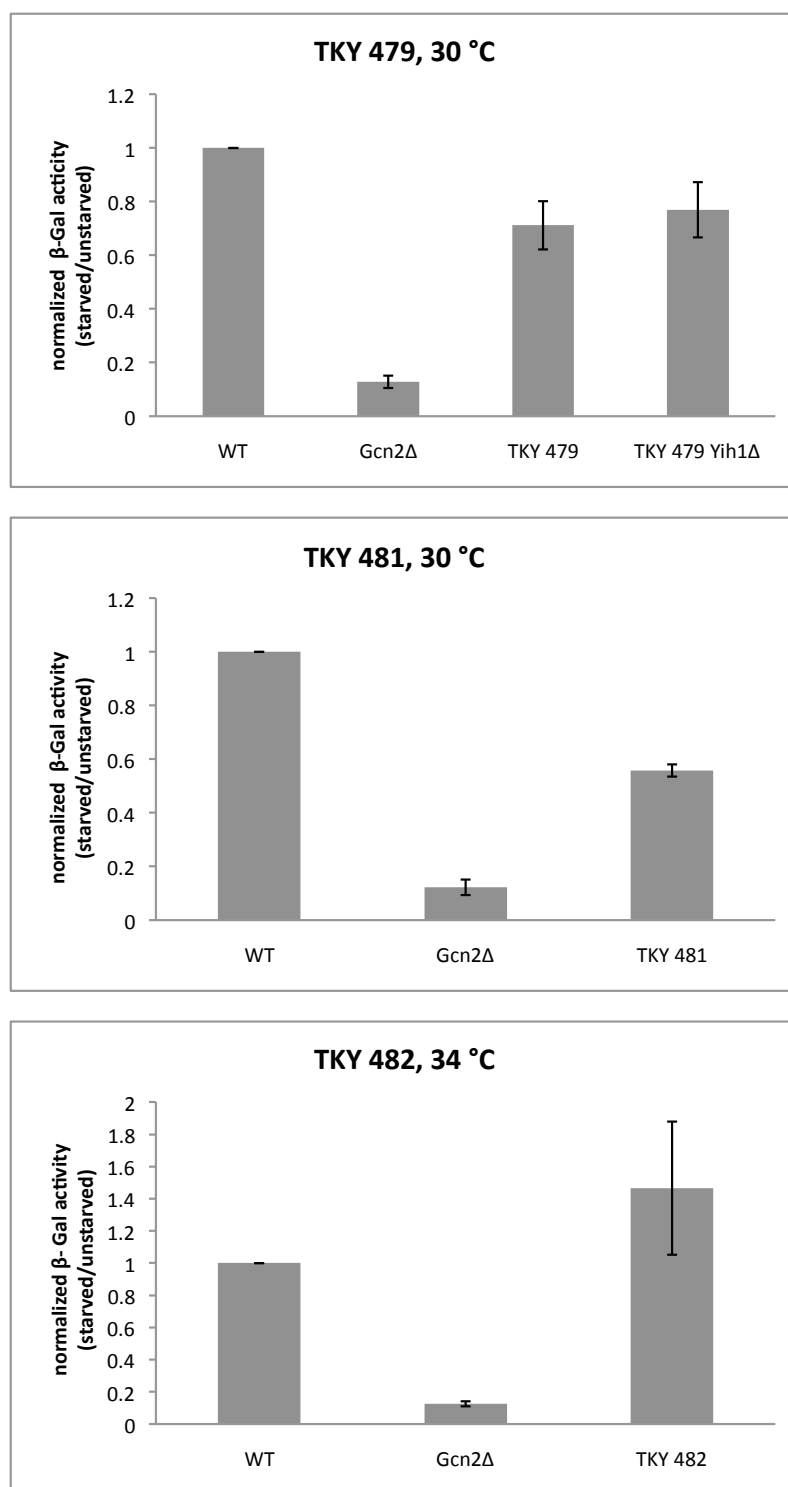 TKY 479, 30 °C
normalized β-Gal acticity
(starved/unstarved)
1.2
1
0.8
0.6
0.4
0.2
0
WT
Gcn2Δ
TKY 479
TKY 479 Yih1Δ
TKY 481, 30 °C
normalized β-Gal activity
(starved/unstarved)
1.2
1
0.8
0.6
0.4
0.2
0
WT
Gcn2Δ
TKY 481
TKY 482, 34 °C
normalized β- Gal activity
(starved/unstarved)
2
1.8
1.6
1.4
1.2
1
0.8
0.6
0.4
0.2
0
WT
Gcn2Δ
TKY 482